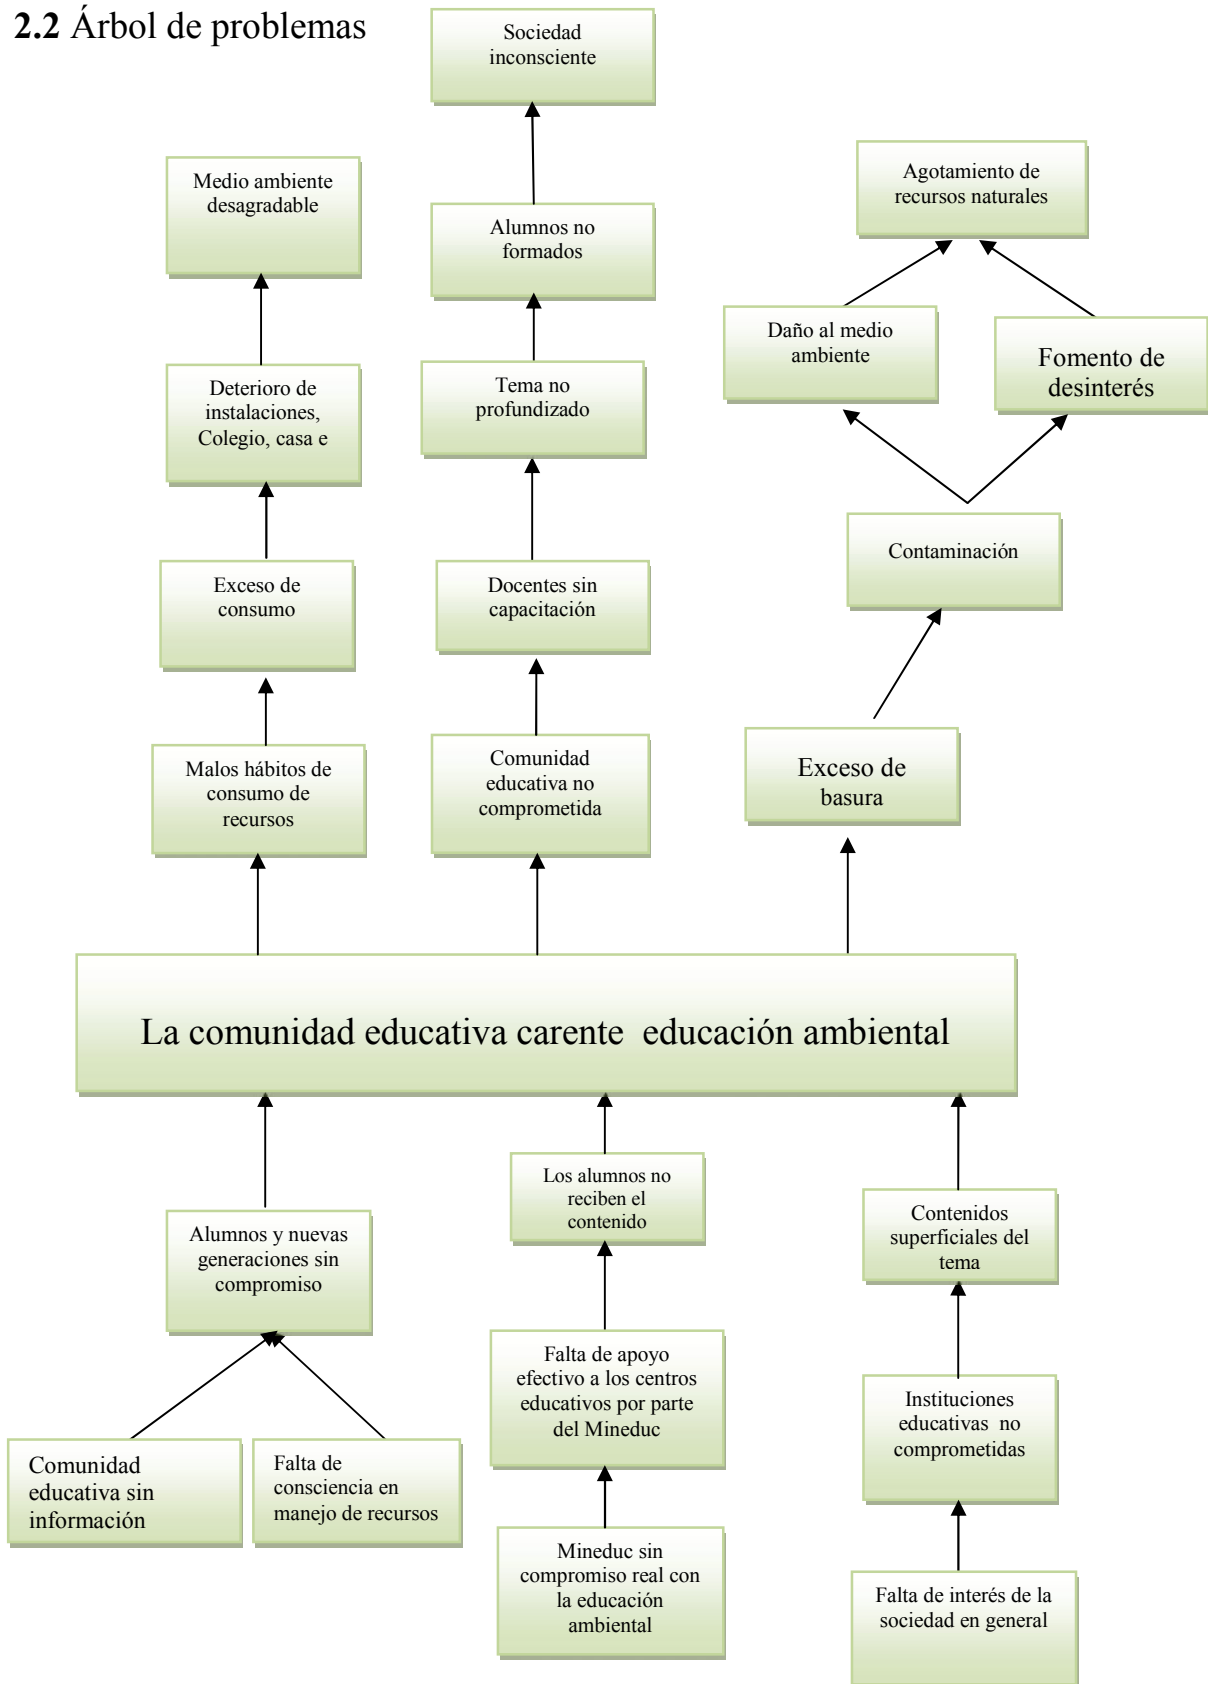 2.2 Árbol de problemas
Sociedad
inconsciente
Medio ambiente
desagradable
Alumnos no
formados
Agotamiento de
recursos naturales
Daño al medio
ambiente
Fomento de
desinterés
Deterioro de
instalaciones,
Colegio, casa e
Tema no
profundizado
Contaminación
Exceso de
consumo
Docentes sin
capacitación
Malos hábitos de
consumo de
recursos
Comunidad
educativa no
comprometida
Exceso de
basura
La comunidad educativa carente  educación ambiental
Alumnos y nuevas
generaciones sin
compromiso
Los alumnos no
reciben el
contenido
Contenidos
superficiales del
tema
Falta de apoyo
efectivo a los centros
educativos por parte
del Mineduc
Instituciones
educativas  no
comprometidas
Comunidad
educativa sin
información
Falta de
consciencia en
manejo de recursos
Mineduc sin
compromiso real con
la educación
ambiental
Falta de interés de la
sociedad en general